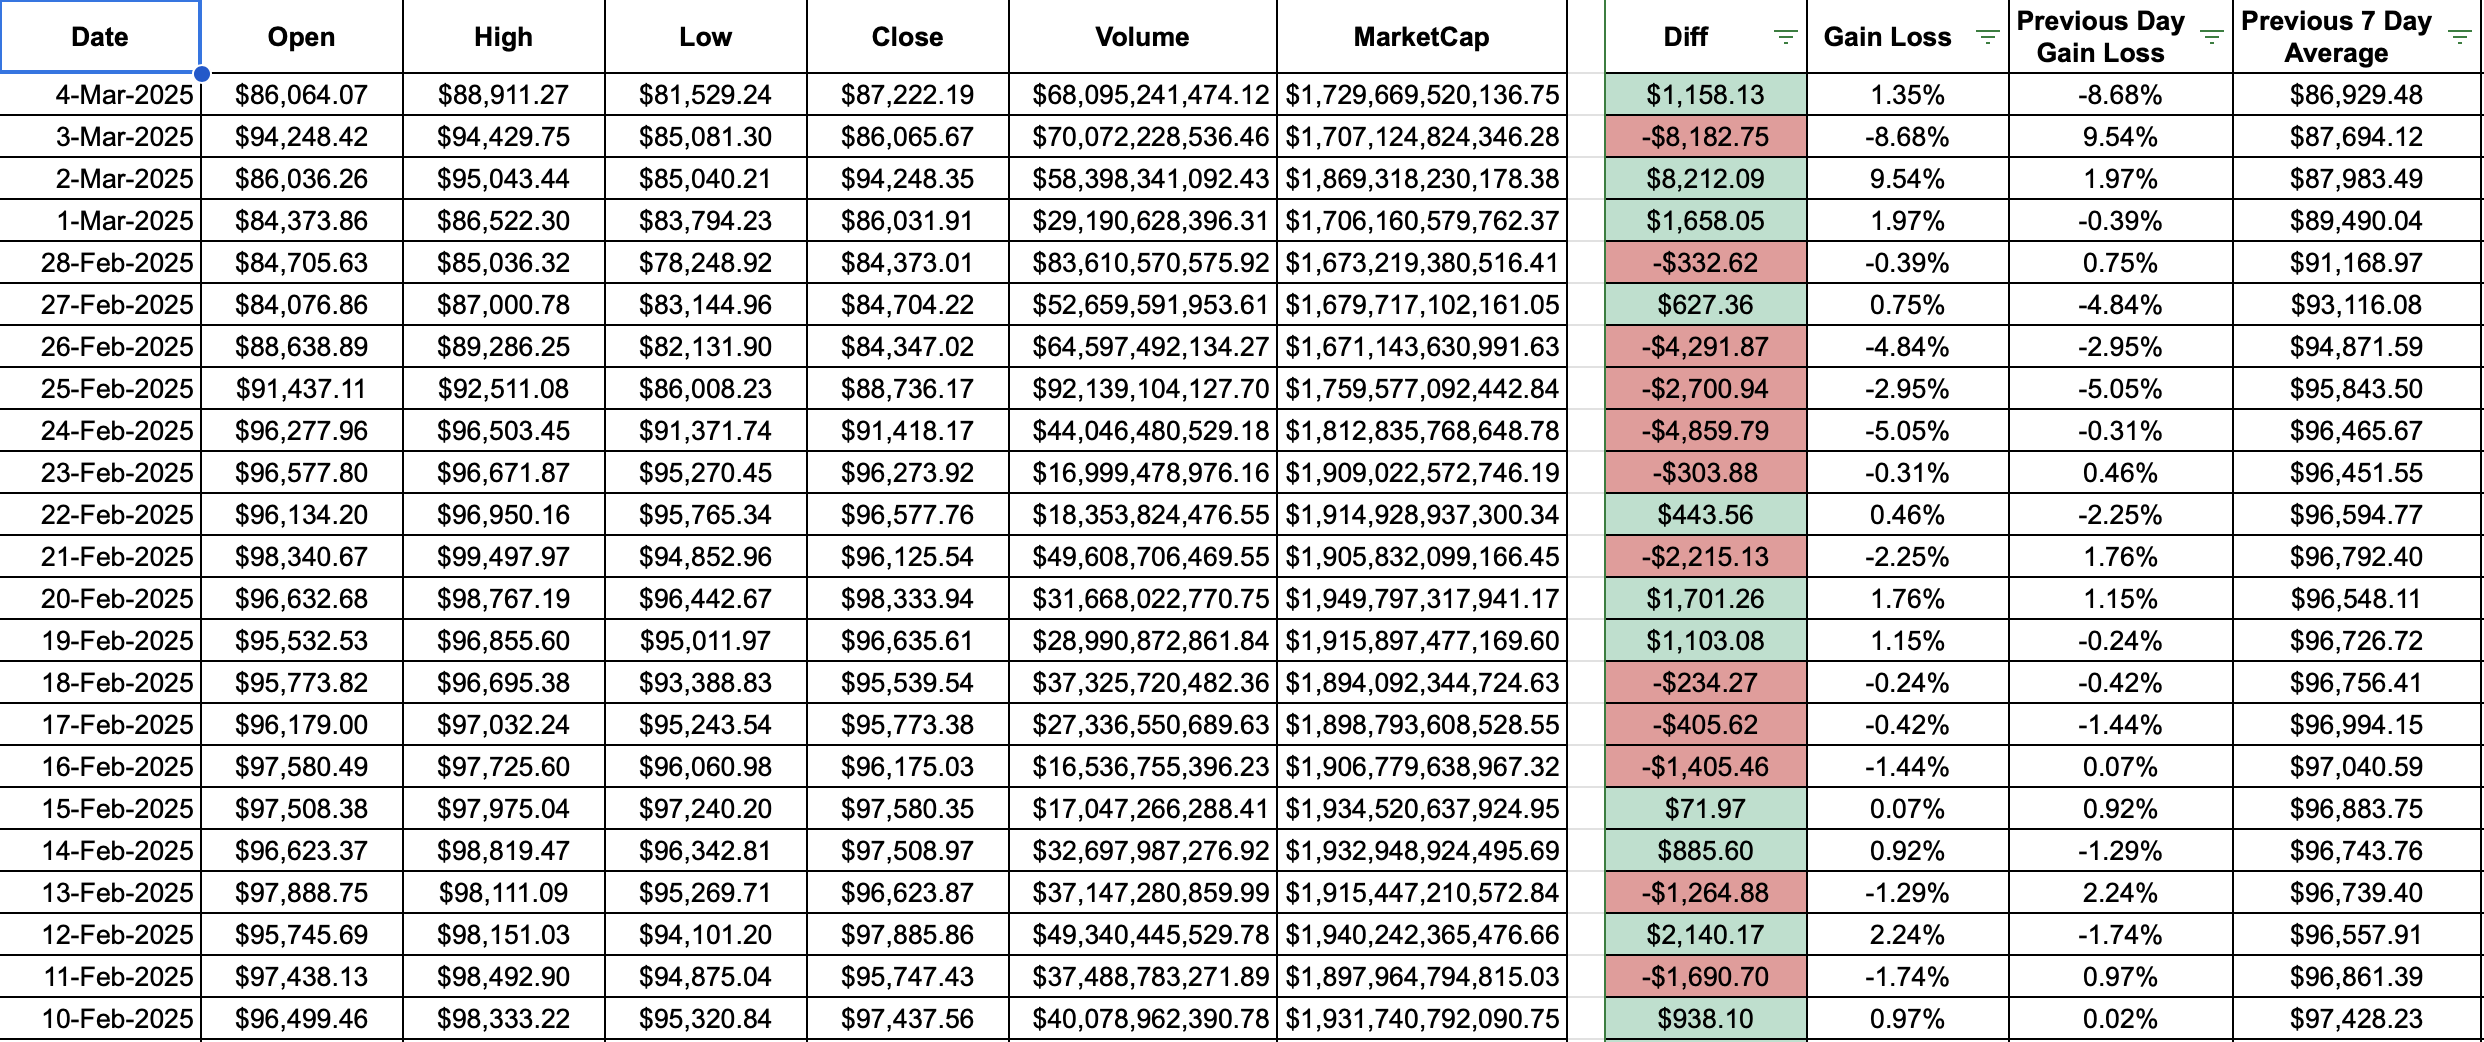 Date Open High Low Close Volume MarketCap Diff Gain Loss Previous Day Gain Loss Previous 7 Day Average
4-Mar-2025 $86,064.07 $88,911.27 $81,529.24 $87,222.19 $68,095,241,474.12 $1,729,669,520,136.75 $1,158.13 1.35% -8.68% $86,929.48
3-Mar-2025 $94,248.42 $94,429.75 $85,081.30 $86,065.67 $70,072,228,536.46 $1,707,124,824,346.28 -$8,182.75 -8.68% 9.54% $87,694.12
2-Mar-2025 $86,036.26 $95,043.44 $85,040.21 $94,248.35 $58,398,341,092.43 $1,869,318,230,178.38 $8,212.09 9.54% 1.97% $87,983.49
1-Mar-2025 $84,373.86 $86,522.30 $83,794.23 $86,031.91 $29,190,628,396.31 $1,706,160,579,762.37 $1,658.05 1.97% -0.39% $89,490.04
28-Feb-2025 $84,705.63 $85,036.32 $78,248.92 $84,373.01 $83,610,570,575.92 $1,673,219,380,516.41 -$332.62 -0.39% 0.75% $91,168.97
27-Feb-2025 $84,076.86 $87,000.78 $83,144.96 $84,704.22 $52,659,591,953.61 $1,679,717,102,161.05 $627.36 0.75% -4.84% $93,116.08
26-Feb-2025 $88,638.89 $89,286.25 $82,131.90 $84,347.02 $64,597,492,134.27 $1,671,143,630,991.63 -$4,291.87 -4.84% -2.95% $94,871.59
25-Feb-2025 $91,437.11 $92,511.08 $86,008.23 $88,736.17 $92,139,104,127.70 $1,759,577,092,442.84 -$2,700.94 -2.95% -5.05% $95,843.50
24-Feb-2025 $96,277.96 $96,503.45 $91,371.74 $91,418.17 $44,046,480,529.18 $1,812,835,768,648.78 -$4,859.79 -5.05% -0.31% $96,465.67
23-Feb-2025 $96,577.80 $96,671.87 $95,270.45 $96,273.92 $16,999,478,976.16 $1,909,022,572,746.19 -$303.88 -0.31% 0.46% $96,451.55
22-Feb-2025 $96,134.20 $96,950.16 $95,765.34 $96,577.76 $18,353,824,476.55 $1,914,928,937,300.34 $443.56 0.46% -2.25% $96,594.77
21-Feb-2025 $98,340.67 $99,497.97 $94,852.96 $96,125.54 $49,608,706,469.55 $1,905,832,099,166.45 -$2,215.13 -2.25% 1.76% $96,792.40
20-Feb-2025 $96,632.68 $98,767.19 $96,442.67 $98,333.94 $31,668,022,770.75 $1,949,797,317,941.17 $1,701.26 1.76% 1.15% $96,548.11
19-Feb-2025 $95,532.53 $96,855.60 $95,011.97 $96,635.61 $28,990,872,861.84 $1,915,897,477,169.60 $1,103.08 1.15% -0.24% $96,726.72
18-Feb-2025 $95,773.82 $96,695.38 $93,388.83 $95,539.54 $37,325,720,482.36 $1,894,092,344,724.63 -$234.27 -0.24% -0.42% $96,756.41
17-Feb-2025 $96,179.00 $97,032.24 $95,243.54 $95,773.38 $27,336,550,689.63 $1,898,793,608,528.55 -$405.62 -0.42% -1.44% $96,994.15
16-Feb-2025 $97,580.49 $97,725.60 $96,060.98 $96,175.03 $16,536,755,396.23 $1,906,779,638,967.32 -$1,405.46 -1.44% 0.07% $97,040.59
15-Feb-2025 $97,508.38 $97,975.04 $97,240.20 $97,580.35 $17,047,266,288.41 $1,934,520,637,924.95 $71.97 0.07% 0.92% $96,883.75
14-Feb-2025 $96,623.37 $98,819.47 $96,342.81 $97,508.97 $32,697,987,276.92 $1,932,948,924,495.69 $885.60 0.92% -1.29% $96,743.76
13-Feb-2025 $97,888.75 $98,111.09 $95,269.71 $96,623.87 $37,147,280,859.99 $1,915,447,210,572.84 -$1,264.88 -1.29% 2.24% $96,739.40
12-Feb-2025 $95,745.69 $98,151.03 $94,101.20 $97,885.86 $49,340,445,529.78 $1,940,242,365,476.66 $2,140.17 2.24% -1.74% $96,557.91
11-Feb-2025 $97,438.13 $98,492.90 $94,875.04 $95,747.43 $37,488,783,271.89 $1,897,964,794,815.03 -$1,690.70 -1.74% 0.97% $96,861.39
10-Feb-2025 $96,499.46 $98,333.22 $95,320.84 $97,437.56 $40,078,962,390.78 $1,931,740,792,090.75 $938.10 0.97% 0.02% $97,428.23